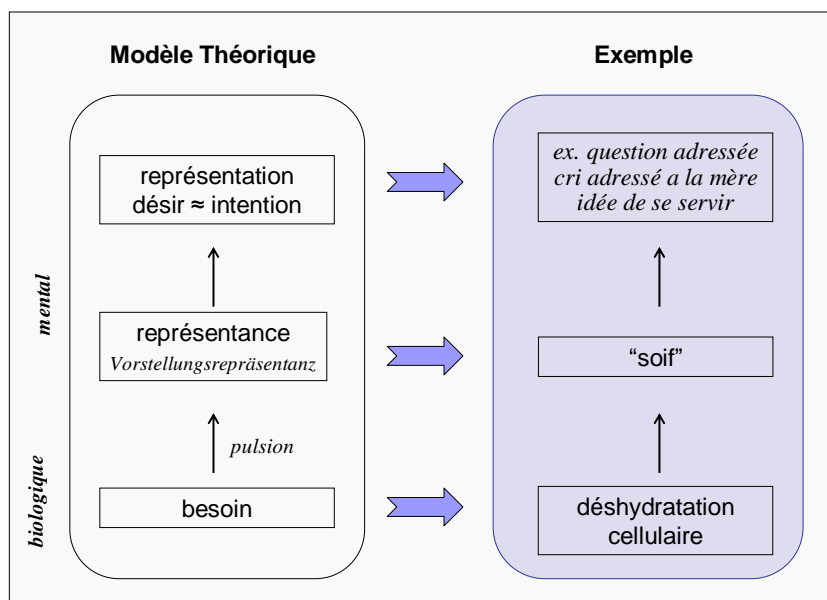 Modèle Théorique
Exemple
représentation
désir ≈ intention
ex. question adressée
cri adressé a la mère
idée de se servir
mental
représentance
Vorstellungsrepräsentanz
“soif”
pulsion
biologique
besoin
déshydratation
cellulaire